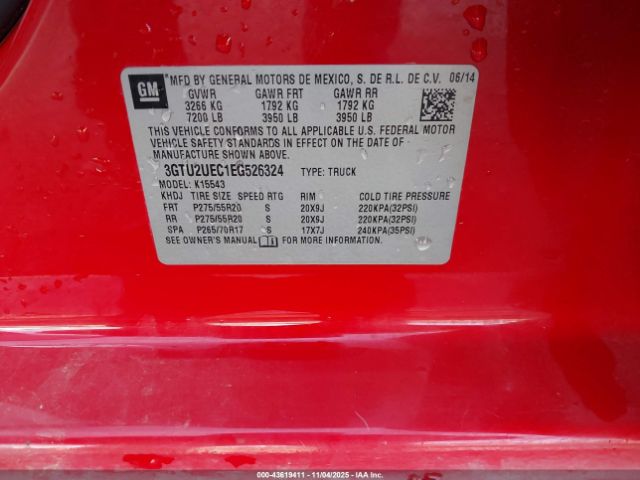 GM
MFD BY GENERAL MOTORS DE MEXICO, S. DE R.L. DE C.V. 06/14
GVWR GAWR FRT GAWR RR
3266 KG 1792 KG 1792 KG
7200 LB 3950 LB 3950 LB
THIS VEHICLE CONFORMS TO ALL APPLICABLE U.S. FEDERAL MOTOR
VEHICLE SAFETY STANDARDS IN EFFECT ON THE DATE OF
MANUFACTURE SHOWN ABOVE.
3GTU2UEC1EG526324 TYPE: TRUCK
MODEL: K15543
KHDJ TIRE SIZE SPEED RTG RIM COLD TIRE PRESSURE
FRT P275/55R20 S 20X9J 220KPA(32PSI)
RR P275/55R20 S 20X9J 220KPA(32PSI)
SPA P265/70R17 S 17X7J 240KPA(35PSI)
SEE OWNER'S MANUAL FOR MORE INFORMATION.
000-43619411 - 11/04/2025 - IAAI.COM